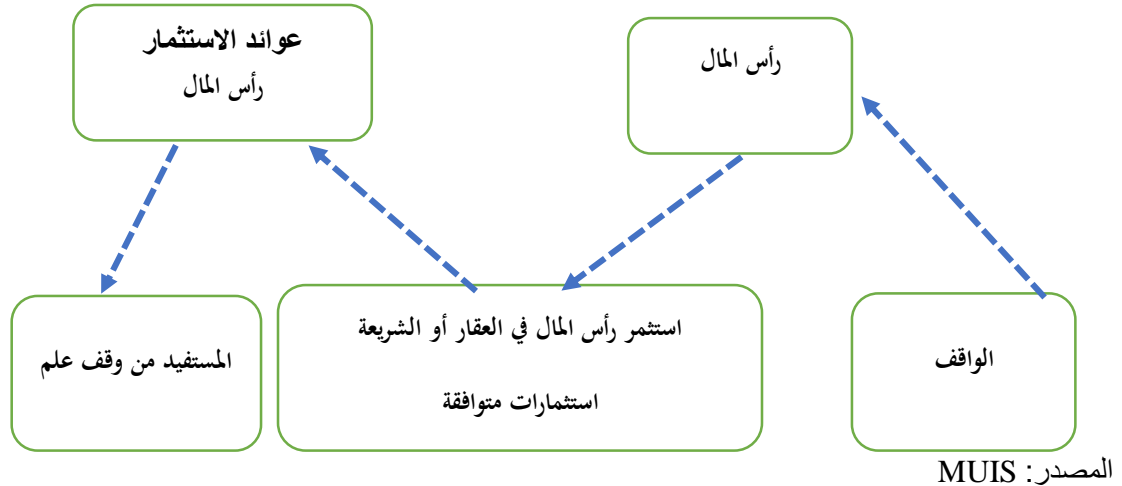 رأس المال
عوائد الاستثمار
رأس المال
الواقف
استثمر رأس المال في العقار أو الشريعة
استثمارات متوافقة
المستفيد من وقف علم
المصدر: MUIS